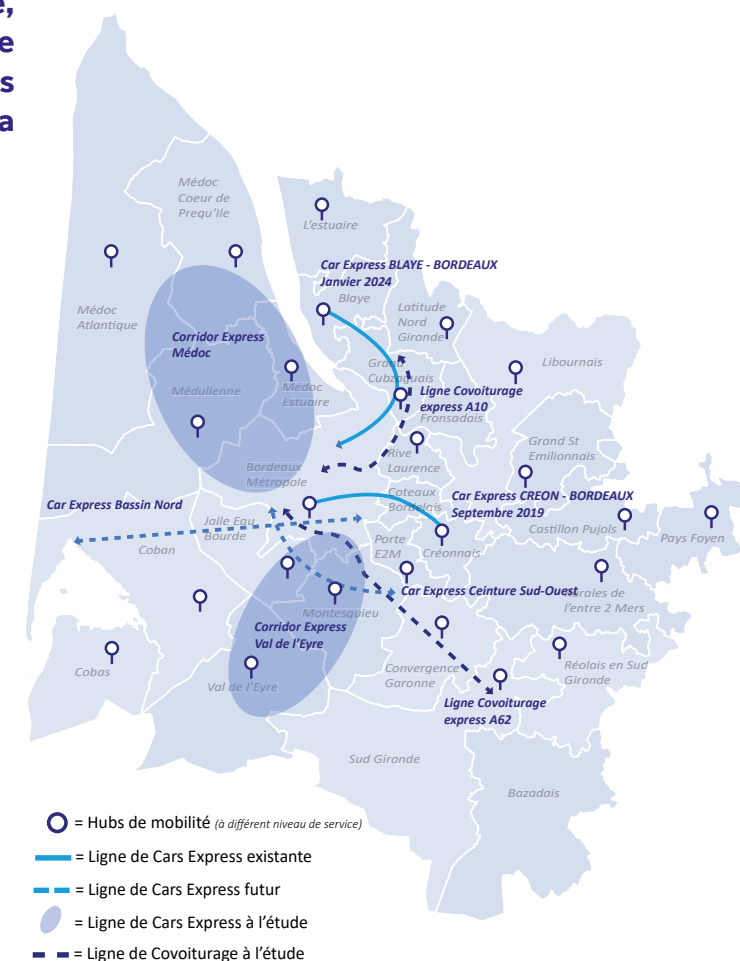 ,
e
s
a
Médoc
Coeur de
Prequ'Ile
L'estuaire
Car Express BLAYE - BORDEAUX
Janvier 2024
Blaye
Médoc
Atlantique
Latitude
Nord
Gironde
Corridor Express
Médoc
Libournais
Grand
Cubzaguais
Médulienne
Médoc
Estuaire
Ligne Covoiturage
express A10
Fronsadais
Grand St
Emilionnais
Rive
Laurence
Bordeaux
Métropole
Coteaux
Bordelais
Car Express CREON - BORDEAUX
Septembre 2019
Car Express Bassin Nord
Jalle Eau
Bourde
Castillon Pujols
Pays Foyen
Coban
Porte
E2M
Créonnais
Car Express Ceinture Sud-Ouest
rales de
l'entre 2 Mers
Montesquieu
Corridor Express
Val de l'Eyre
Cobas
Val de l'Eyre
Convergence
Garonne
Réolais en Sud
Gironde
Ligne Covoiturage
express A62
Sud Gironde
Bazadais
= Hubs de mobilité (à différent niveau de service)
= Ligne de Cars Express existante
= Ligne de Cars Express futur
= Ligne de Cars Express à l'étude
= Ligne de Covoiturage à l'étude